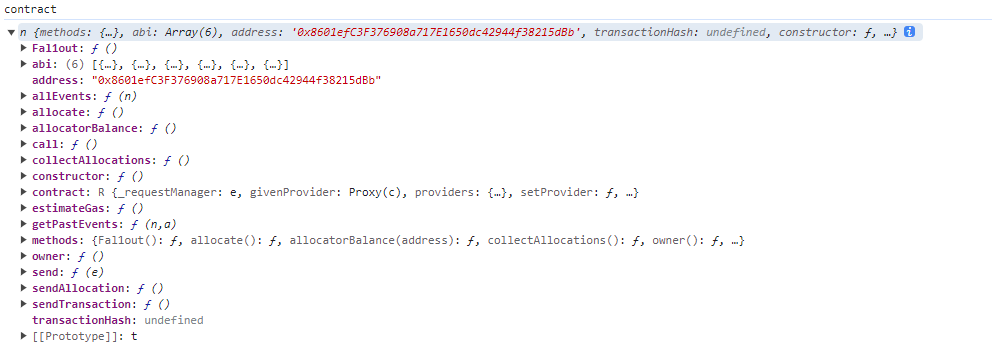 contract
n {methods: {…}, abi: Array(6), address: '0x8601efC3F376908a717E1650dc42944f38215dBb', transactionHash: undefined, constructor: ƒ, …} i
Fal1out: ƒ ()
abi: (6) [{…}, {…}, {…}, {…}, {…}, {…}]
address: "0x8601efC3F376908a717E1650dc42944f38215dBb"
allEvents: ƒ (n)
allocate: ƒ ()
allocatorBalance: ƒ ()
call: ƒ ()
collectAllocations: ƒ ()
constructor: ƒ ()
contract: R {_requestManager: e, givenProvider: Proxy(c), providers: {…}, setProvider: ƒ, …}
estimateGas: ƒ ()
getPastEvents: ƒ (n,a)
methods: {Fal1out(): ƒ, allocate(): ƒ, allocatorBalance(address): ƒ, collectAllocations(): ƒ, owner(): ƒ, …}
owner: ƒ ()
send: ƒ (e)
sendAllocation: ƒ ()
sendTransaction: ƒ ()
transactionHash: undefined
[[Prototype]]: t